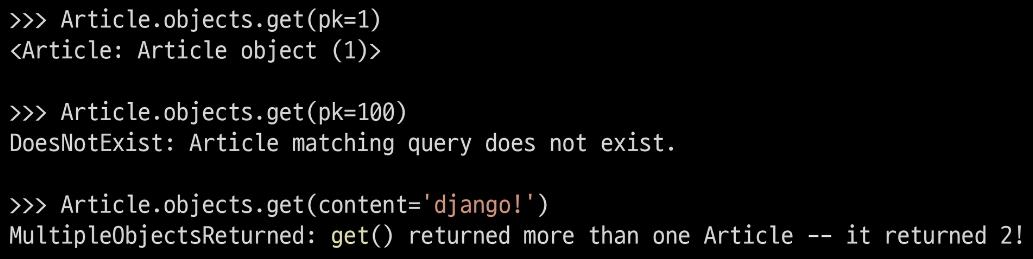 >>> Article.objects.get(pk=1)
<Article: Article object (1)>
>>> Article.objects.get(pk=100)
DoesNotExist: Article matching query does not exist.
>>> Article.objects.get(content='django!')
MultipleObjectsReturned: get() returned more than one Article -- it returned 2!